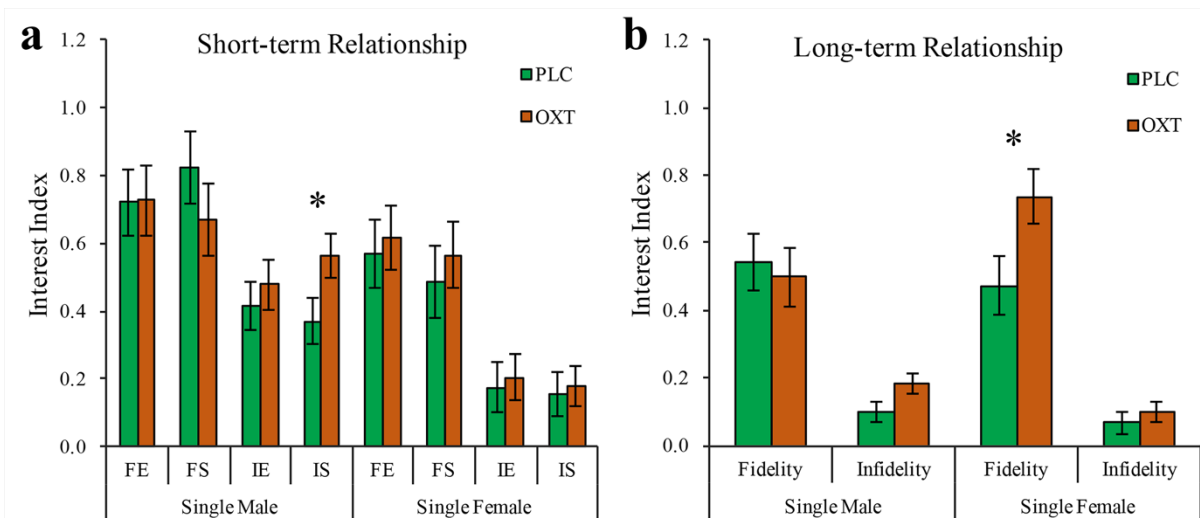 a
Short-term Relationship
PLC
OXT
Interest Index
1.2
1.0
0.8
0.6
0.4
0.2
0.0
*
FE FS IE IS FE FS IE IS
Single Male Single Female
b
Long-term Relationship
PLC
OXT
Interest Index
1.2
1.0
0.8
0.6
0.4
0.2
0.0
*
Fidelity Infidelity Fidelity Infidelity
Single Male Single Female